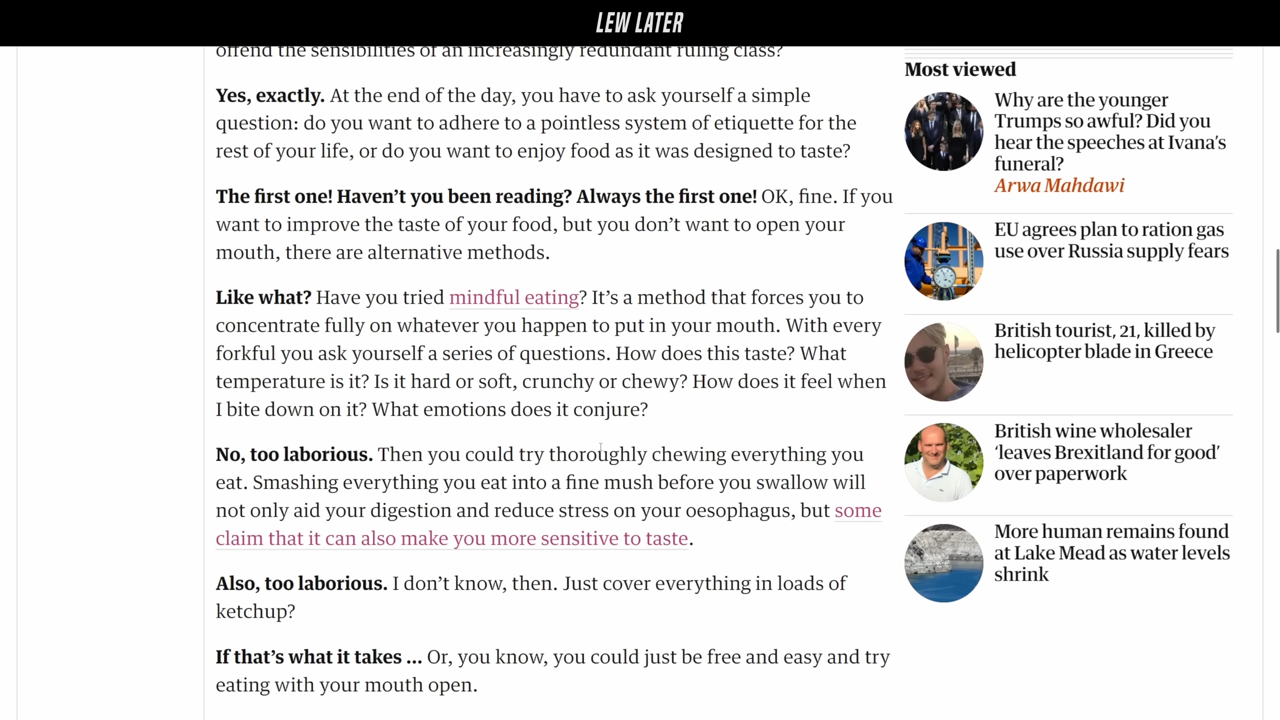 LEW LATER
offend the sensibilities of an increasingly redundant ruling class?
Yes, exactly. At the end of the day, you have to ask yourself a simple
question: do you want to adhere to a pointless system of etiquette for the
rest of your life, or do you want to enjoy food as it was designed to taste?
The first one! Haven’t you been reading? Always the first one! OK, fine. If you
want to improve the taste of your food, but you don’t want to open your
mouth, there are alternative methods.
Like what? Have you tried mindful eating? It’s a method that forces you to
concentrate fully on whatever you happen to put in your mouth. With every
forkful you ask yourself a series of questions. How does this taste? What
temperature is it? Is it hard or soft, crunchy or chewy? How does it feel when
I bite down on it? What emotions does it conjure?
No, too laborious. Then you could try thoroughly chewing everything you
eat. Smashing everything you eat into a fine mush before you swallow will
not only aid your digestion and reduce stress on your oesophagus, but some
claim that it can also make you more sensitive to taste.
Also, too laborious. I don’t know, then. Just cover everything in loads of
ketchup?
If that’s what it takes … Or, you know, you could just be free and easy and try
eating with your mouth open.
Most viewed
Why are the younger
Trumps so awful? Did you
hear the speeches at Ivana’s
funeral?
Arwa Mahdawi
EU agrees plan to ration gas
use over Russia supply fears
British tourist, 21, killed by
helicopter blade in Greece
British wine wholesaler
‘leaves Brexitland for good’
over paperwork
More human remains found
at Lake Mead as water levels
shrink